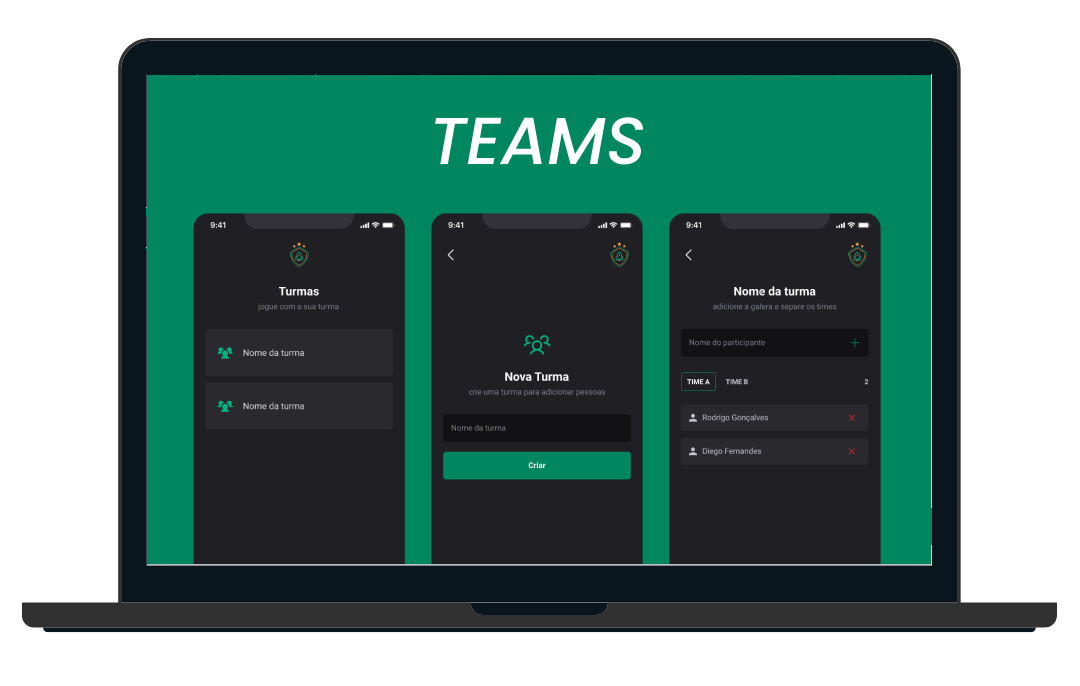 TEAMS
9:41
Turmas
jogue com a sua turma
Nome da turma
Nome da turma
9:41
Nova Turma
crie uma turma para adicionar pessoas
Nome da turma
Criar
9:41
Nome da turma
adicione a galera e separe os times
Nome do participante
TIME A TIME B 2
Rodrigo Gonçalves
Diego Fernandes